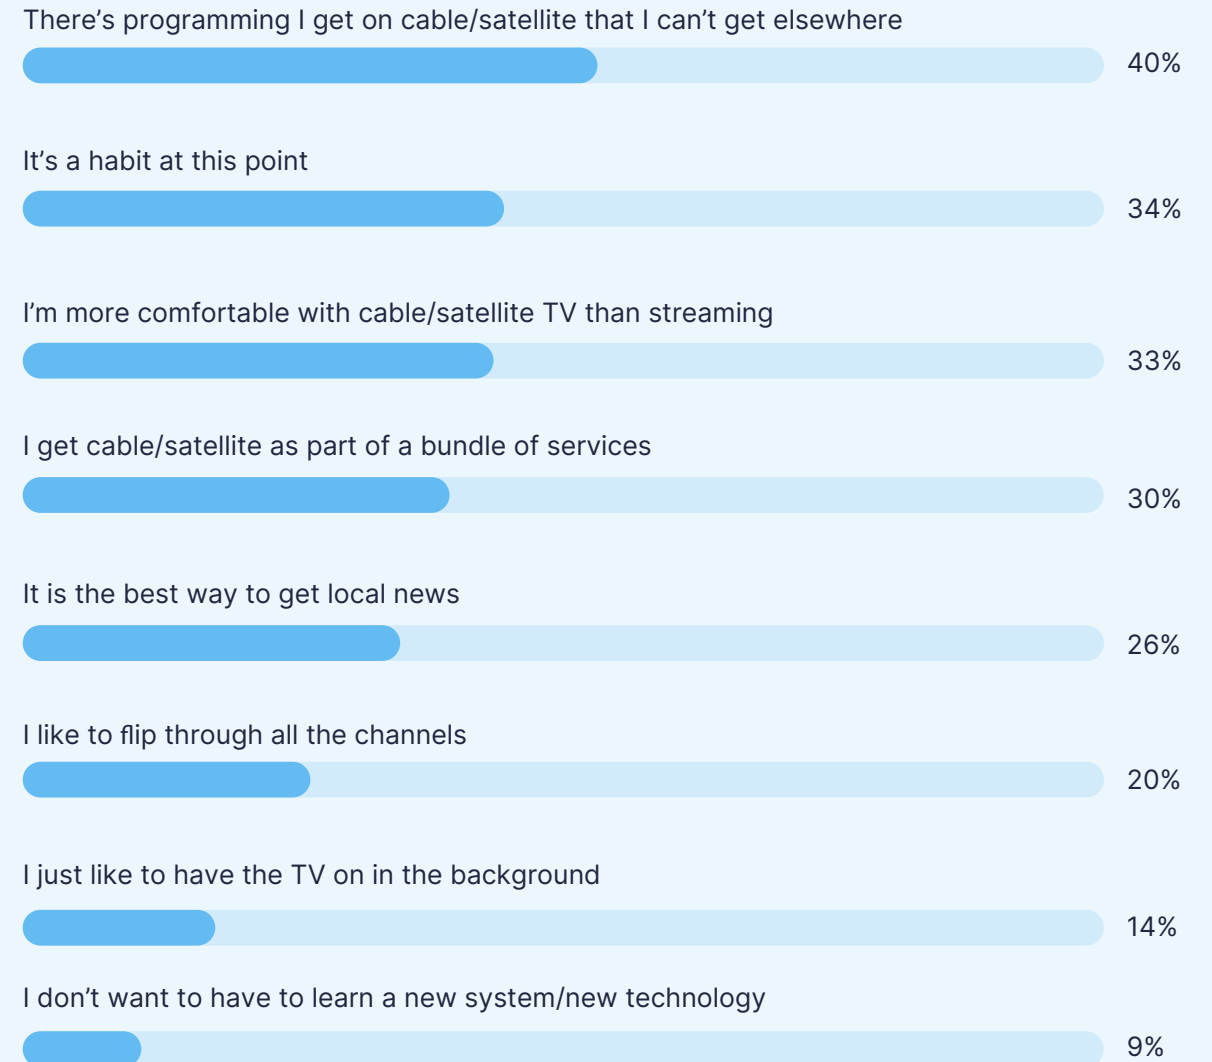 There’s programming I get on cable/satellite that I can’t get elsewhere
40%
It’s a habit at this point
34%
I’m more comfortable with cable/satellite TV than streaming
33%
I get cable/satellite as part of a bundle of services
30%
It is the best way to get local news
26%
I like to flip through all the channels
20%
I just like to have the TV on in the background
14%
I don’t want to have to learn a new system/new technology
9%